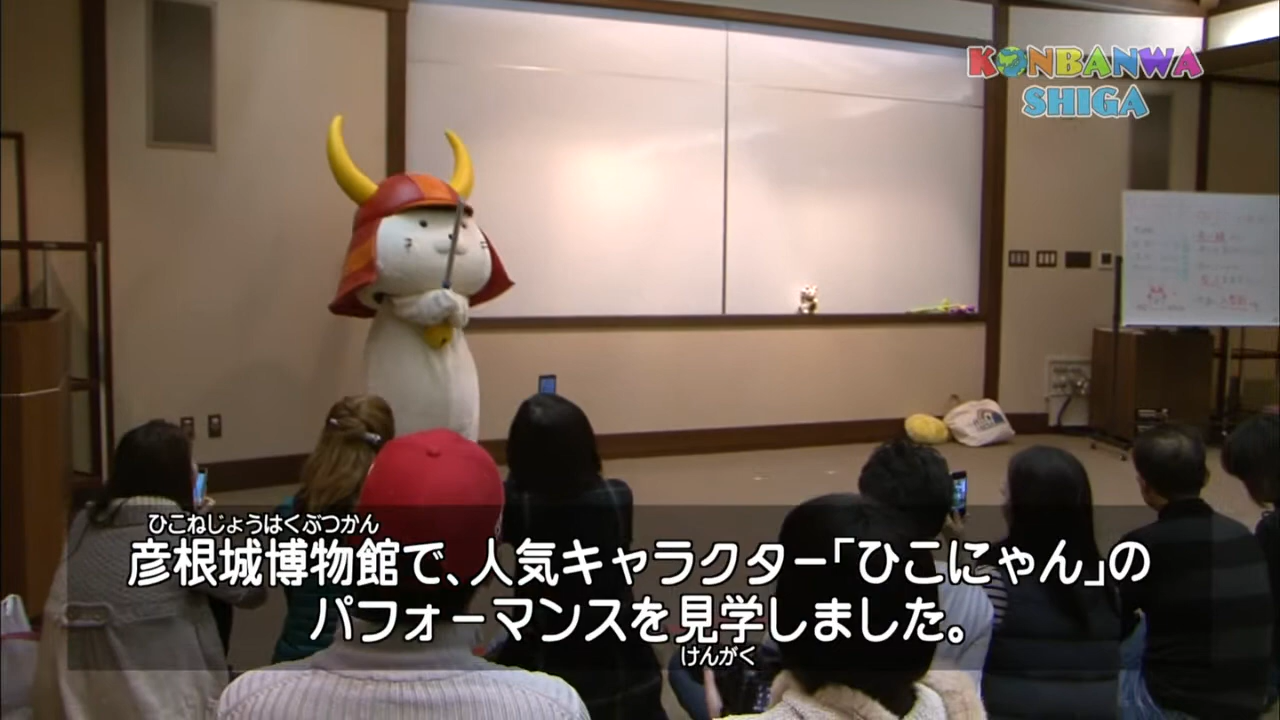 KONBANWA
SHIGA
ひこねじょうはくぶつかん
彦根城博物館で、人気キャラクター「ひこにゃん」の
パフォーマンスを見学しました。
けんがく